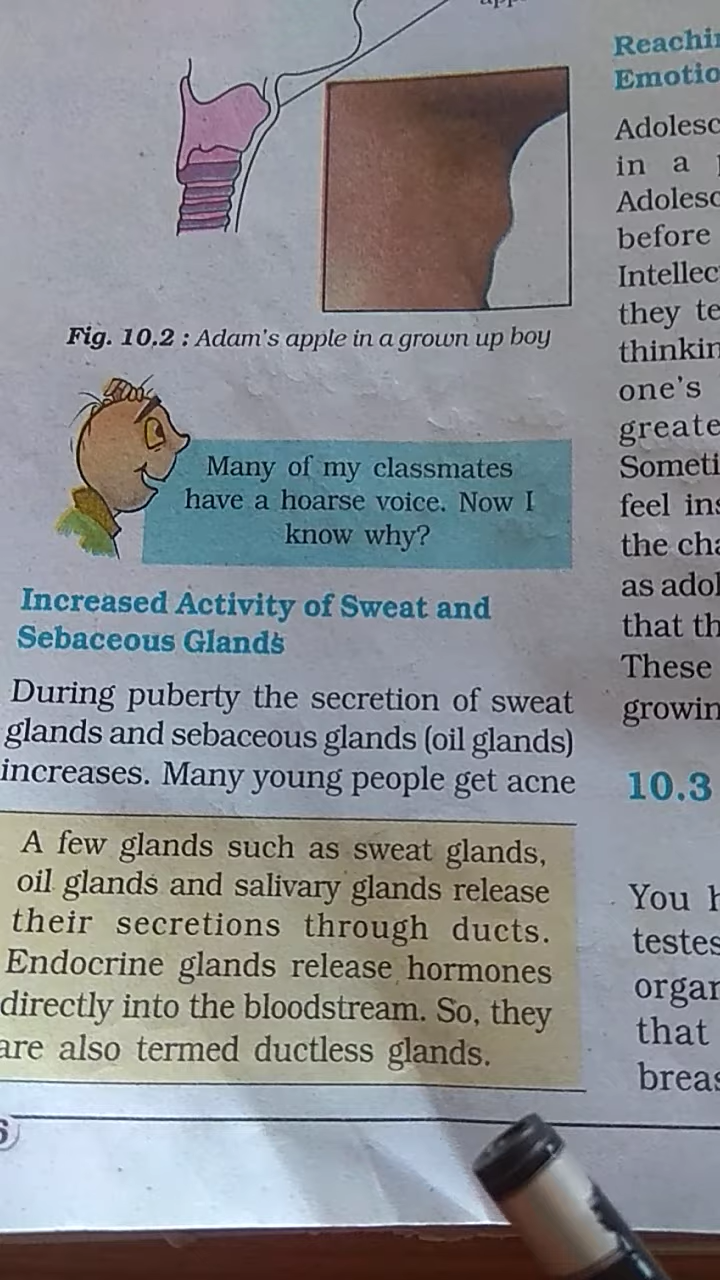 Fig. 10.2 : Adam's apple in a grown up boy
Many of my classmates
have a hoarse voice. Now I
know why?
Increased Activity of Sweat and
Sebaceous Glands
During puberty the secretion of sweat
glands and sebaceous glands (oil glands)
increases. Many young people get acne
A few glands such as sweat glands,
oil glands and salivary glands release
their secretions through ducts.
Endocrine glands release hormones
directly into the bloodstream. So, they
are also termed ductless glands.
Reachi
Emotio
Adolesc
in a
Adolesc
before
Intellec
they te
thinkin
one's
greate
Someti
feel ins
the cha
as adol
that th
These
growin
10.3
You h
testes
organ
that
breas